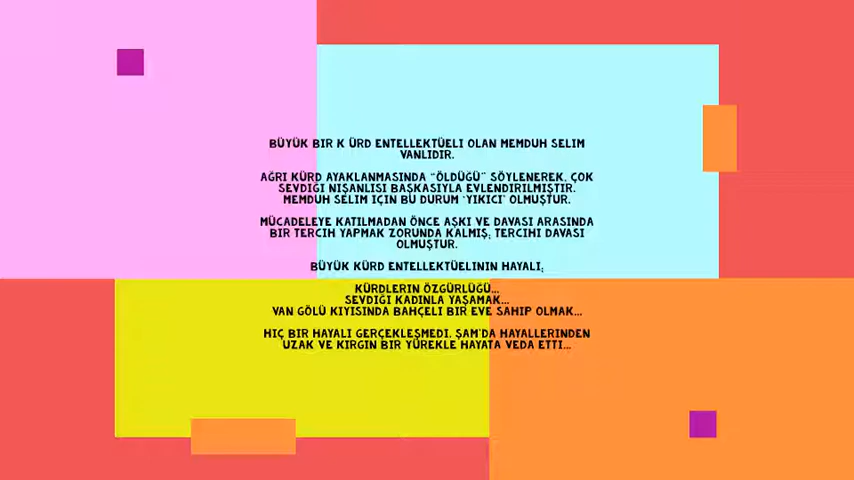 BÜYÜK BIR K ÜRD ENTELLEKTÜELI OLAN MEMDUH SELIM
VANLIDIR.
AĞRI KÜRD AYAKLANMASINDA "ÖLDÜĞÜ" SÖYLENEREK, ÇOK
SEVDIĞI NIŞANLISI BAŞKASIYLA EVLENDIRILMIŞTIR.
MEMDUH SELIM IÇIN BU DURUM 'YIKICI' OLMUŞTUR.
MÜCADELEYE KATILMADAN ÖNCE AŞKI VE DAVASI ARASINDA
BIR TERCIH YAPMAK ZORUNDA KALMIŞ; TERCIHI DAVASI
OLMUŞTUR.
BÜYÜK KÜRD ENTELLEKTÜELININ HAYALI;
KÜRDLERIN ÖZGÜRLÜĞÜ...
SEVDIĞI KADINLA YAŞAMAK...
VAN GÖLÜ KIYISINDA BAHÇELI BIR EVE SAHIP OLMAK...
HIÇ BIR HAYALI GERÇEKLEŞMEDI. ŞAM'DA HAYALLERINDEN
UZAK VE KIRGIN BIR YÜREKLE HAYATA VEDA ETTI...